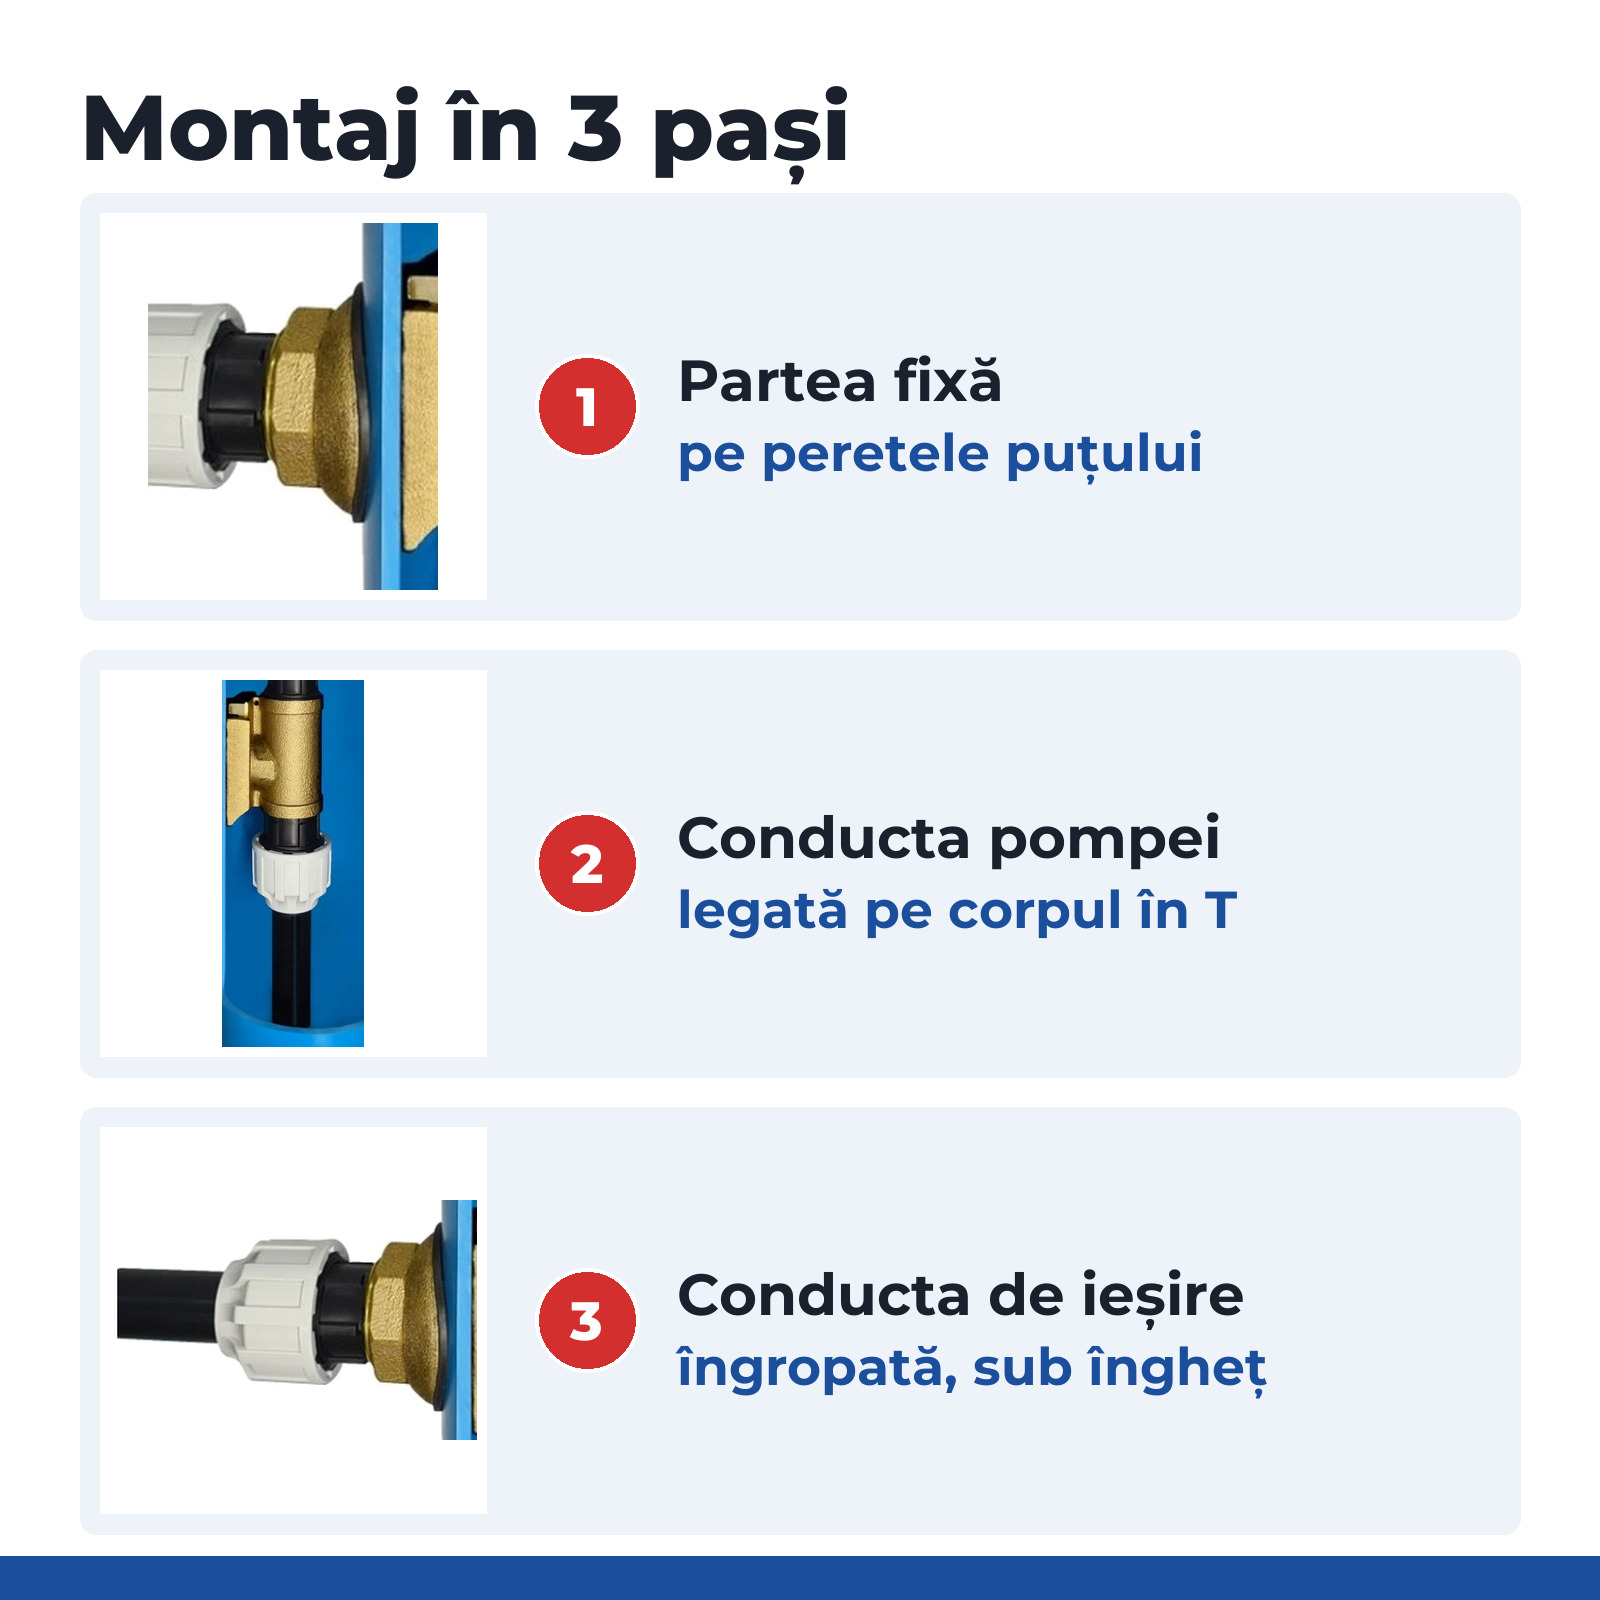 Montaj în 3 pași
1
Partea fixă
pe peretele puțului
2
Conducta pompei
legată pe corpul în T
3
Conducta de ieșire
îngropată, sub îngheț